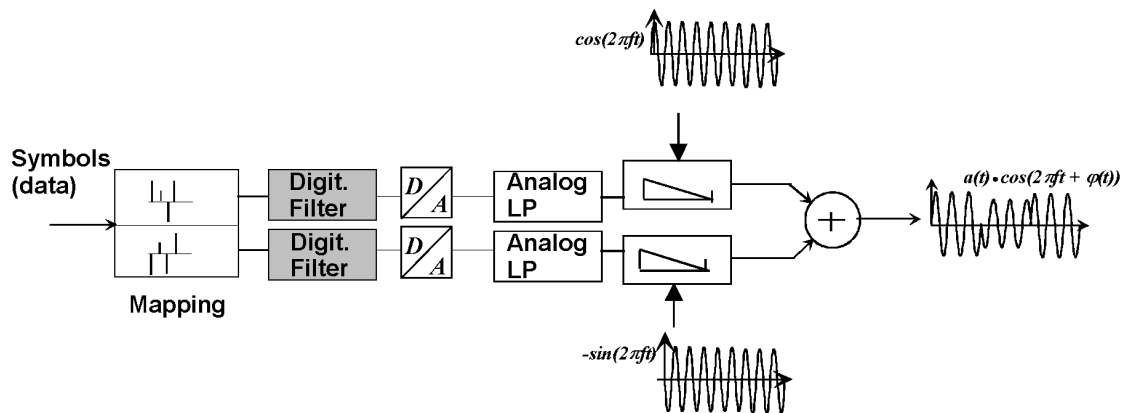 cos(2πft)
Symbols
(data)
Digit.
Filter
D/A
Analog
LP
a(t)•cos(2πft + φ(t))
+
Digit.
Filter
D/A
Analog
LP
Mapping
-sin(2πft)